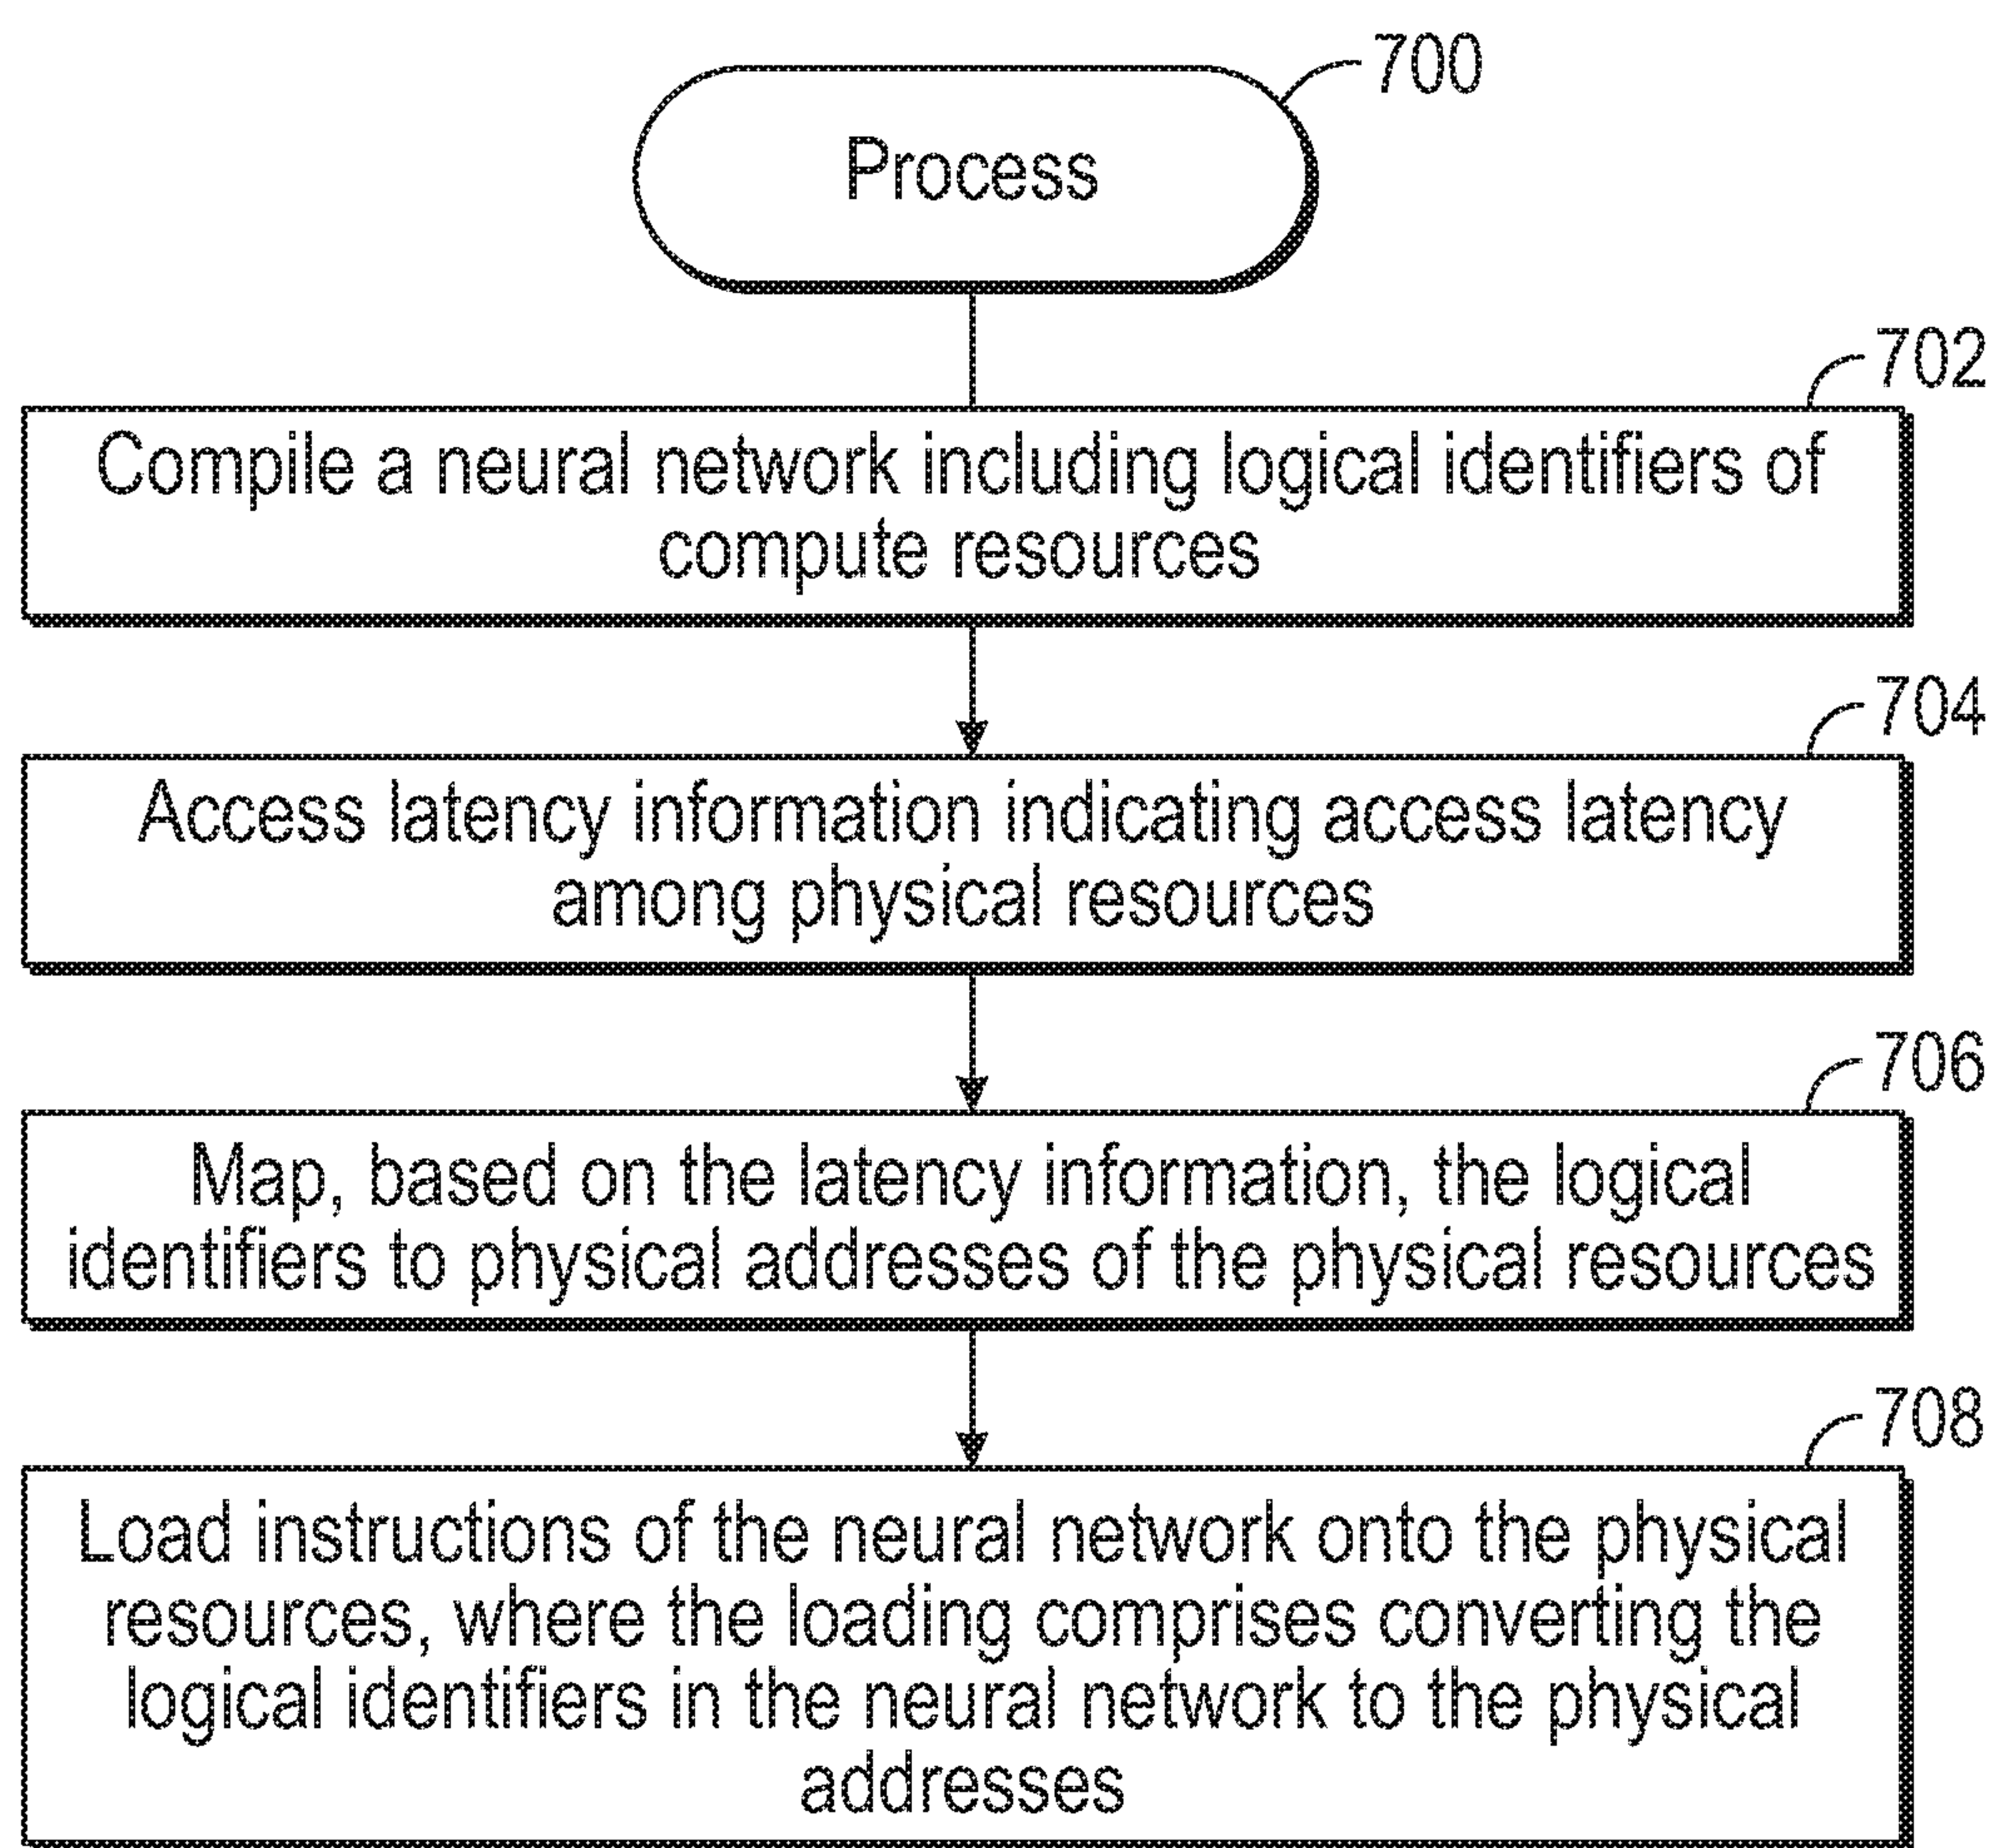 700
Process
702
Compile a neural network including logical identifiers of
compute resources
704
Access latency information indicating access latency
among physical resources
706
Map, based on the latency information, the logical
identifiers to physical addresses of the physical resources
708
Load instructions of the neural network onto the physical
resources, where the loading comprises converting the
logical identifiers in the neural network to the physical
addresses